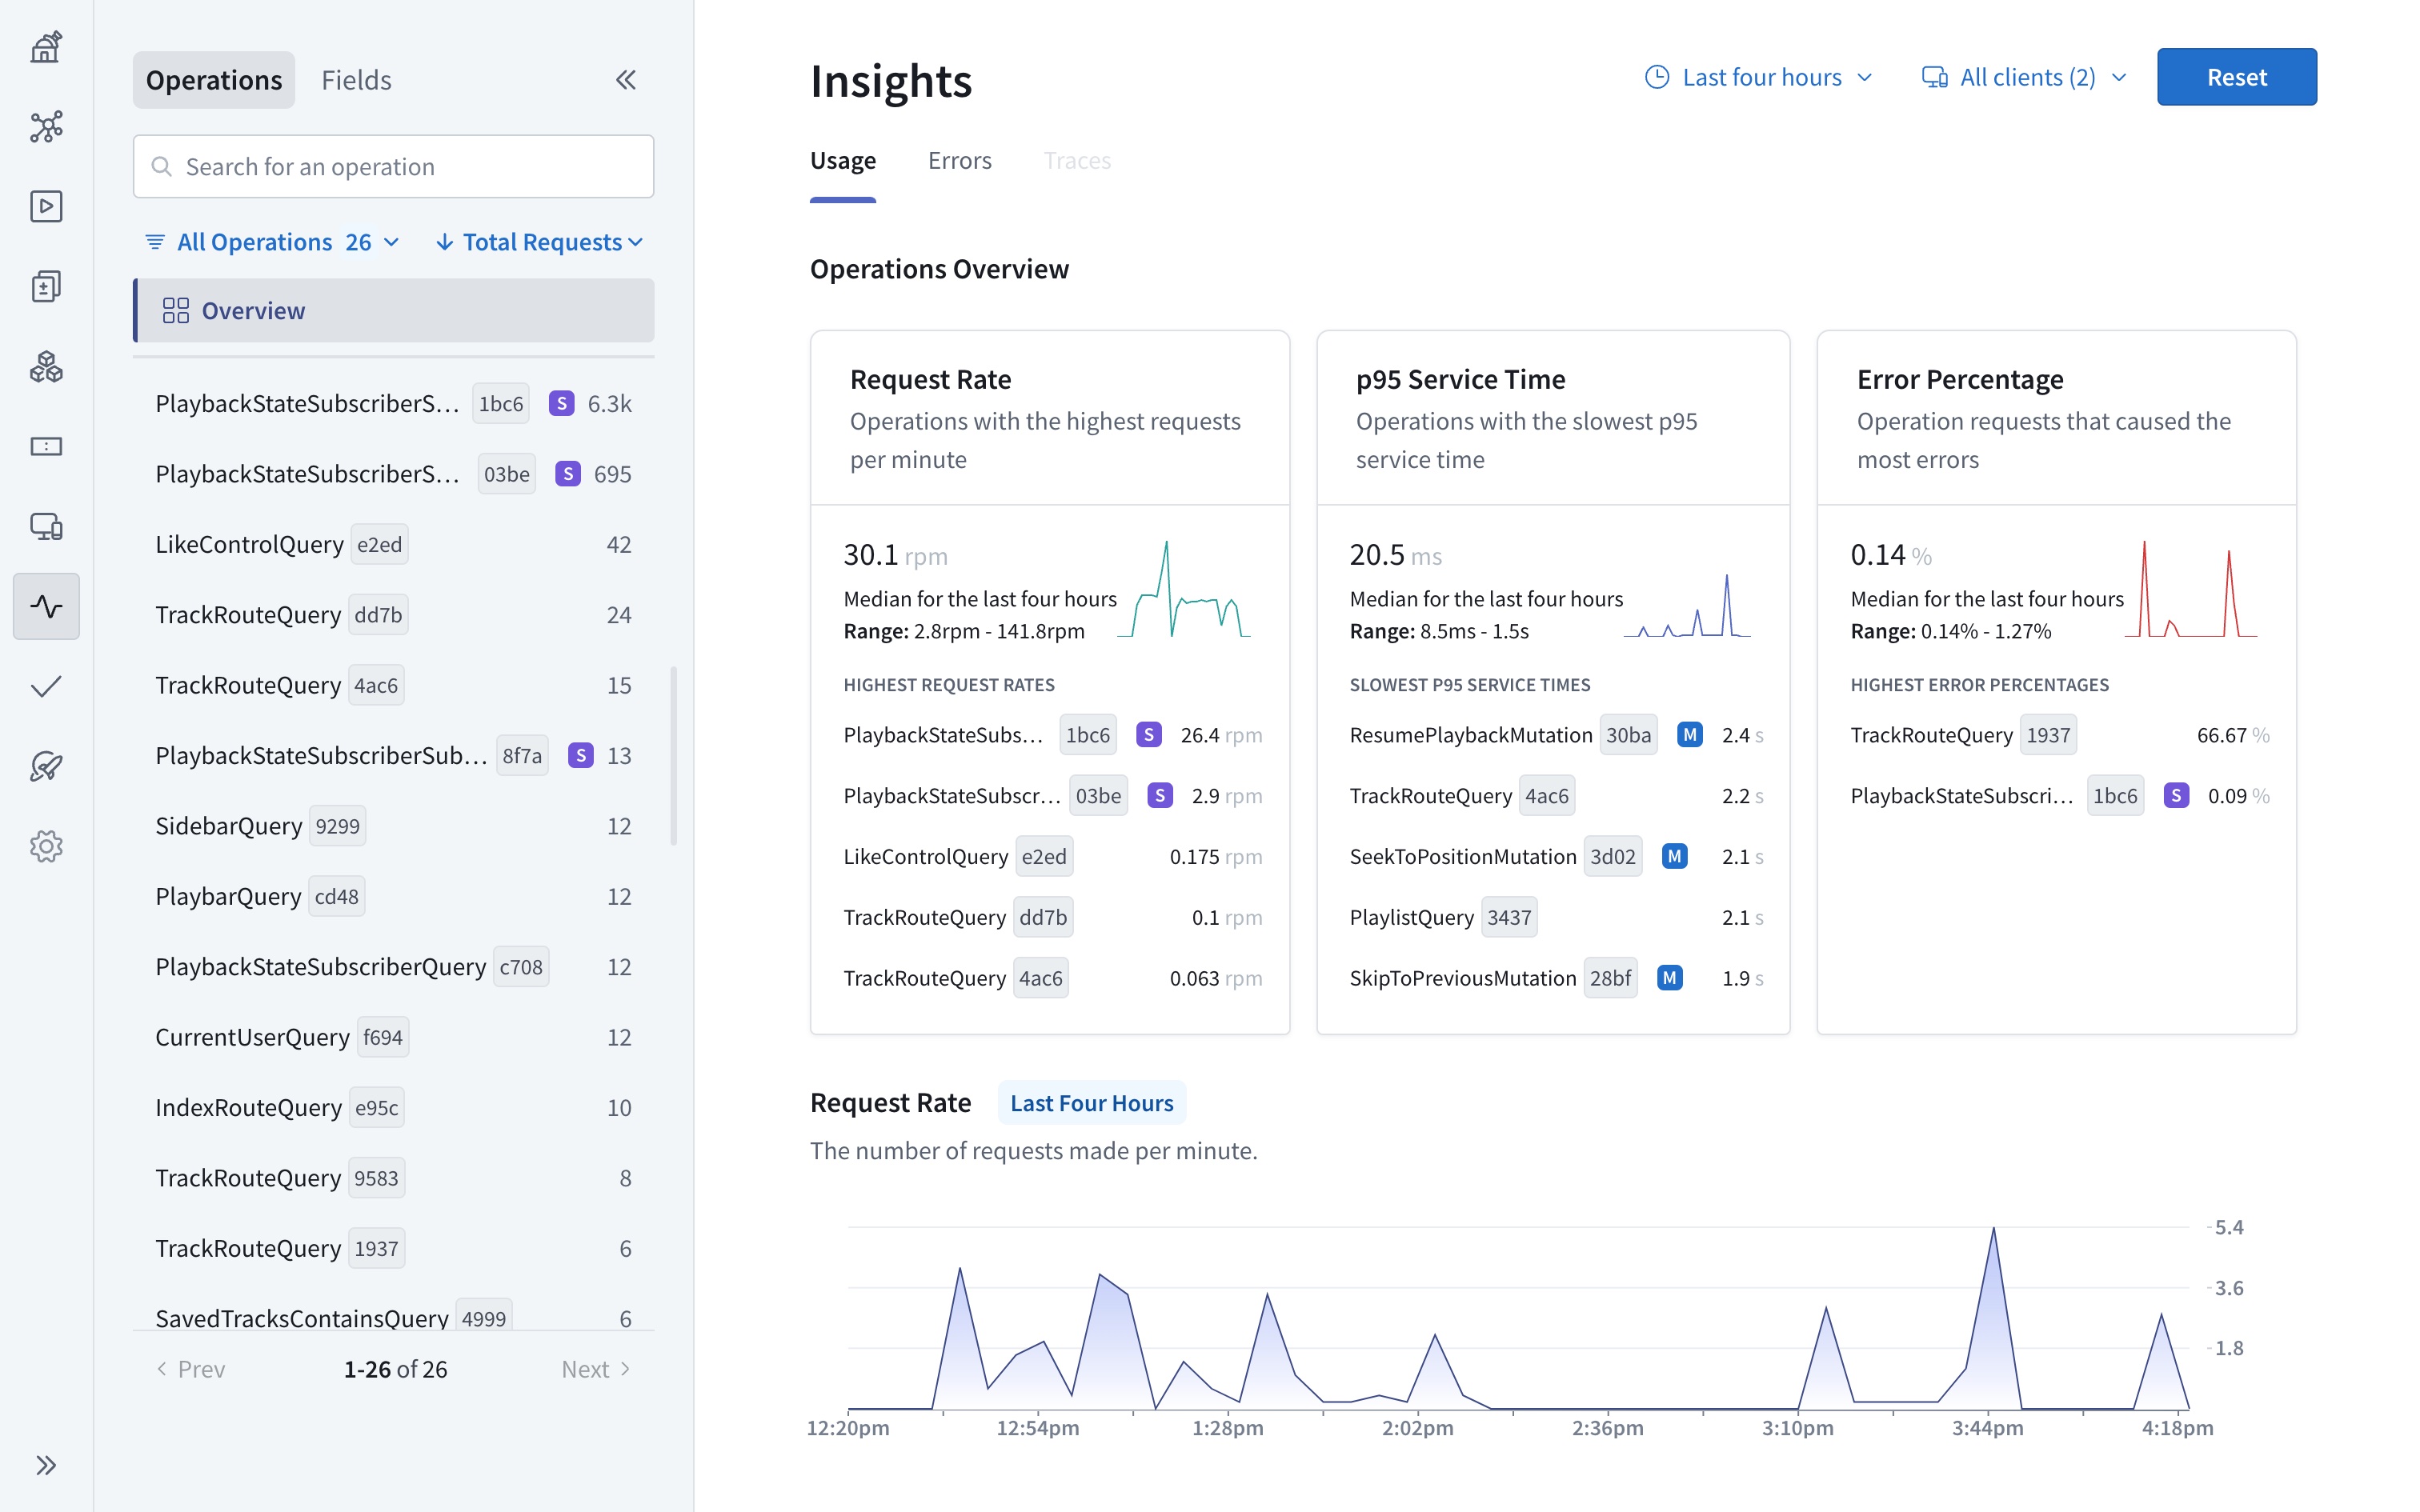 Operations
Fields
Search for an operation
All Operations 26
Total Requests
Overview
PlaybackStateSubscriberS... 1bc6 S 6.3k
PlaybackStateSubscriberS... 03be S 695
LikeControlQuery e2ed 42
TrackRouteQuery dd7b 24
TrackRouteQuery 4ac6 15
PlaybackStateSubscriberSub... 8f7a S 13
SidebarQuery 9299 12
PlaybarQuery cd48 12
PlaybackStateSubscriberQuery c708 12
CurrentUserQuery f694 12
IndexRouteQuery e95c 10
TrackRouteQuery 9583 8
TrackRouteQuery 1937 6
SavedTracksContainsQuery 4999 6
Prev
1-26 of 26
Next
Insights
Last four hours
All clients (2)
Reset
Usage
Errors
Traces
Operations Overview
Request Rate
Operations with the highest requests
per minute
30.1 rpm
Median for the last four hours
Range: 2.8rpm - 141.8rpm
HIGHEST REQUEST RATES
PlaybackStateSubs... 1bc6 S 26.4 rpm
PlaybackStateSubscr... 03be S 2.9 rpm
LikeControlQuery e2ed 0.175 rpm
TrackRouteQuery dd7b 0.1 rpm
TrackRouteQuery 4ac6 0.063 rpm
p95 Service Time
Operations with the slowest p95
service time
20.5 ms
Median for the last four hours
Range: 8.5ms - 1.5s
SLOWEST P95 SERVICE TIMES
ResumePlaybackMutation 30ba M 2.4 s
TrackRouteQuery 4ac6 2.2 s
SeekToPositionMutation 3d02 M 2.1 s
PlaylistQuery 3437 2.1 s
SkipToPreviousMutation 28bf M 1.9 s
Error Percentage
Operation requests that caused the
most errors
0.14 %
Median for the last four hours
Range: 0.14% - 1.27%
HIGHEST ERROR PERCENTAGES
TrackRouteQuery 1937 66.67 %
PlaybackStateSubscri... 1bc6 S 0.09 %
Request Rate
Last Four Hours
The number of requests made per minute.
5.4
3.6
1.8
12:20pm 12:54pm 1:28pm 2:02pm 2:36pm 3:10pm 3:44pm 4:18pm